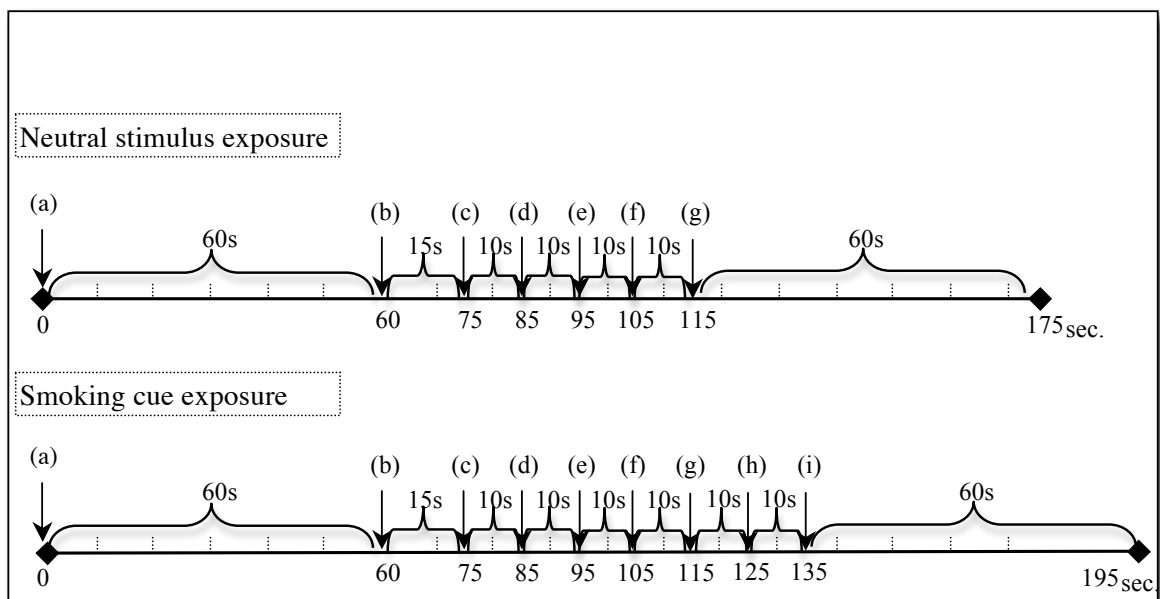 Neutral stimulus exposure
(a) (b) (c) (d) (e) (f) (g)
60s 15s 10s 10s 10s 10s 60s
0 60 75 85 95 105 115 175 sec.
Smoking cue exposure
(a) (b) (c) (d) (e) (f) (g) (h) (i)
60s 15s 10s 10s 10s 10s 10s 10s 60s
0 60 75 85 95 105 115 125 135 195 sec.